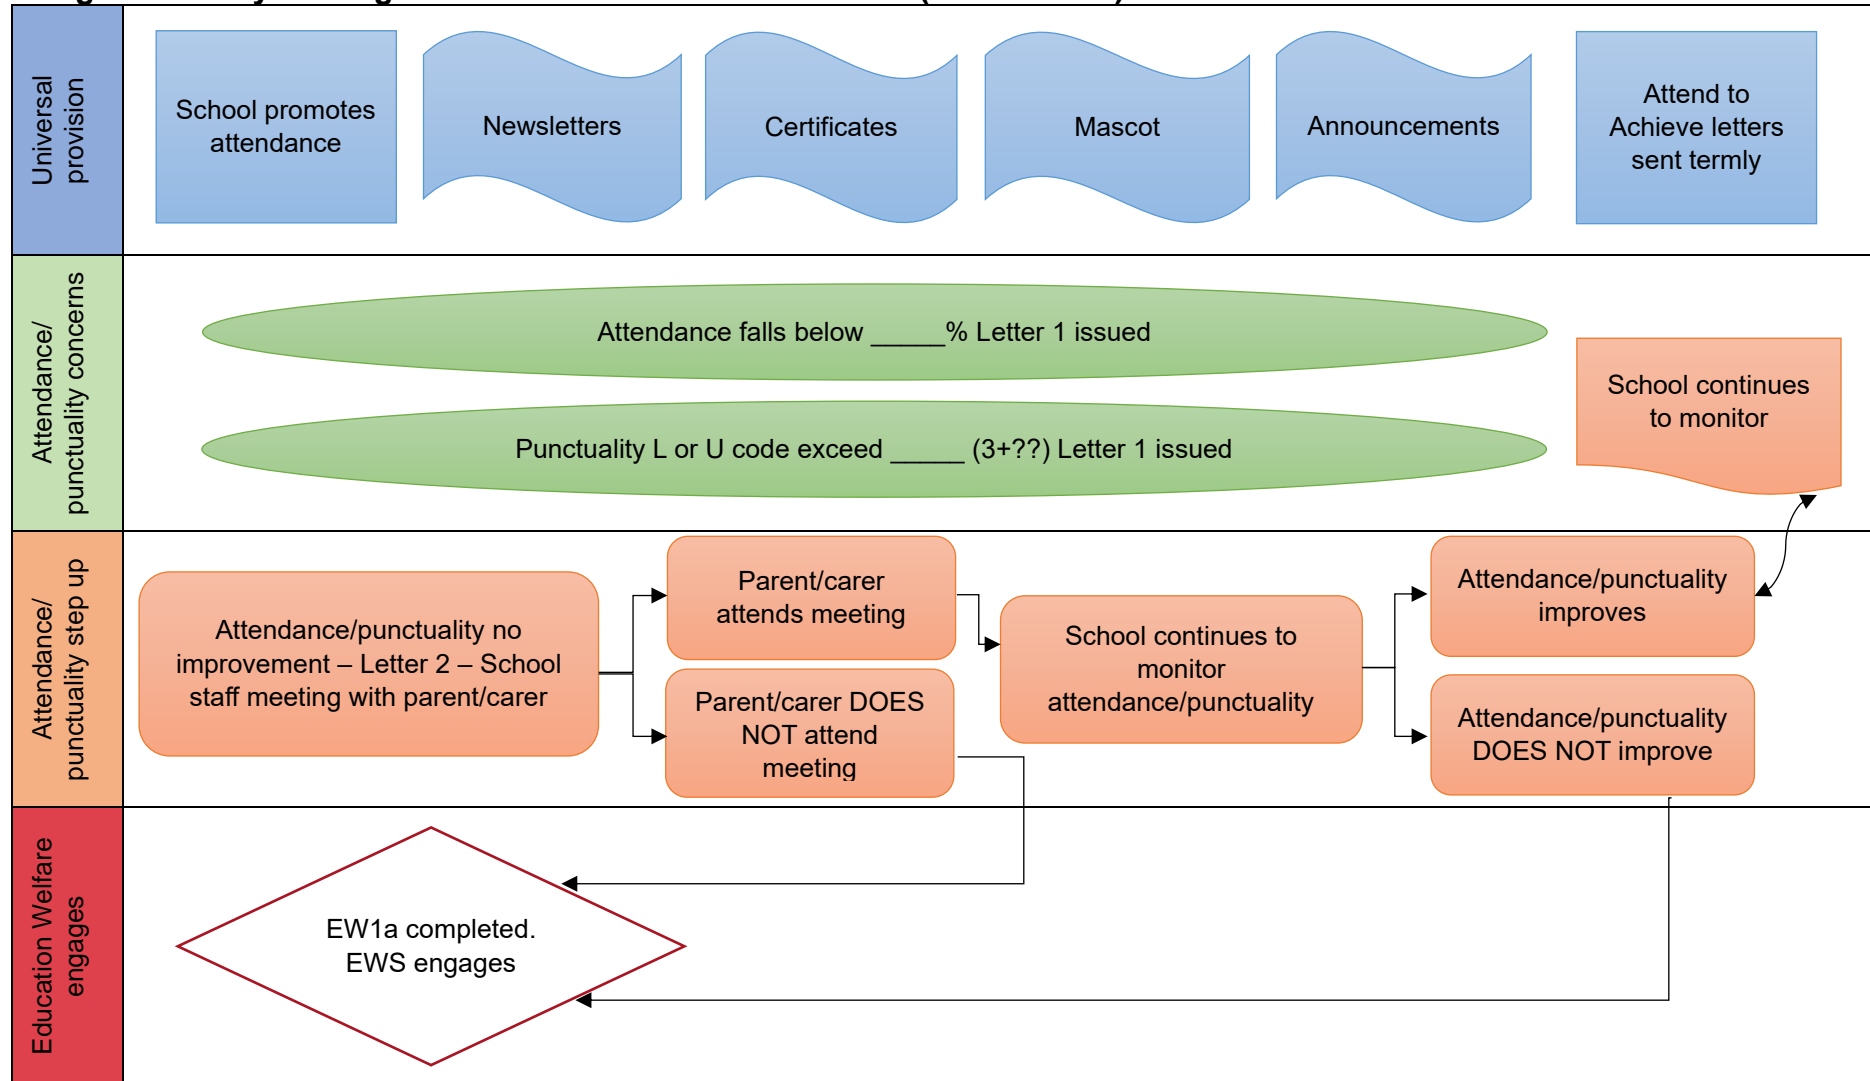 Universal
provision
School promotes
attendance
Newsletters
Certificates
Mascot
Announcements
Attend to
Achieve letters
sent termly
Attendance/
punctuality concerns
Attendance falls below _____% Letter 1 issued
Punctuality L or U code exceed _____ (3+??) Letter 1 issued
School continues
to monitor
Attendance/
punctuality step up
Attendance/punctuality no
improvement – Letter 2 – School
staff meeting with parent/carer
Parent/carer
attends meeting
Parent/carer DOES
NOT attend
meeting
School continues to
monitor
attendance/punctuality
Attendance/punctuality
improves
Attendance/punctuality
DOES NOT improve
Education Welfare
engages
EW1a completed.
EWS engages